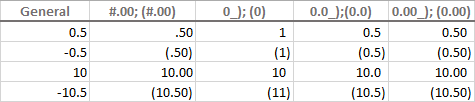 General #.00; (#.00) 0_); (0) 0.0_);(0.0) 0.00_); (0.00)
0.5 .50 1 0.5 0.50
-0.5 (.50) (1) (0.5) (0.50)
10 10.00 10 10.0 10.00
-10.5 (10.50) (11) (10.5) (10.50)